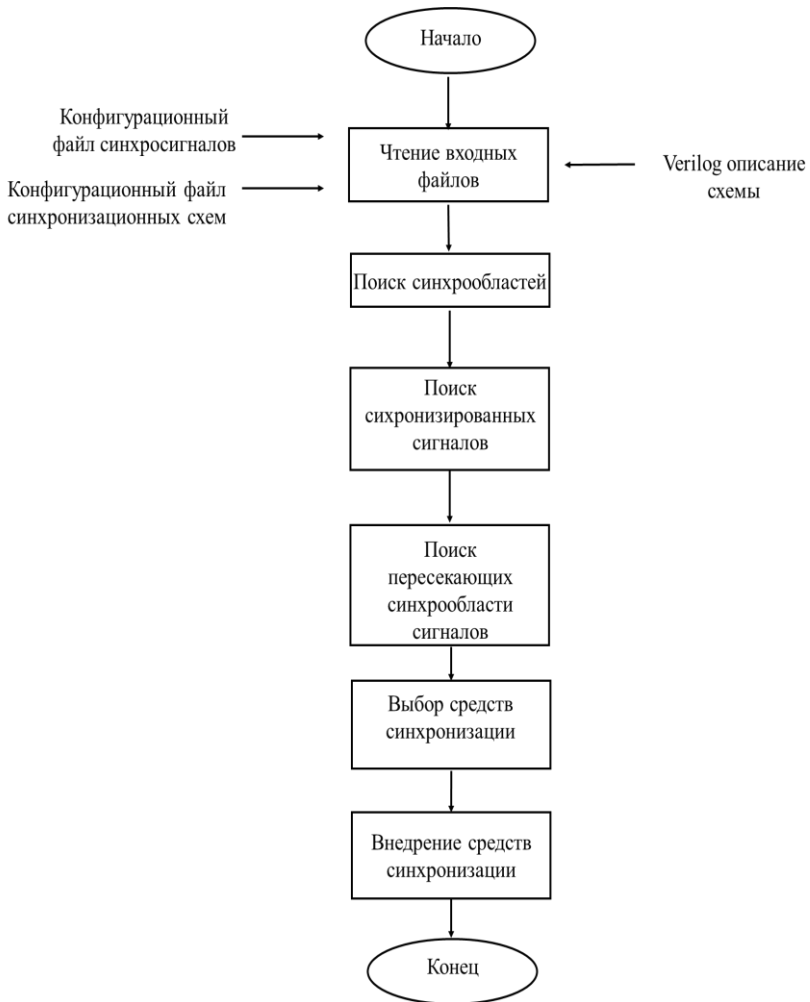 Начало
Конфигурационный
файл синхросигналов
Конфигурационный файл
синхронизационных схем
Чтение входных
файлов
Verilog описание
схемы
Поиск синхрообластей
Поиск
сихронизированных
сигналов
Поиск
пересекающих
синхрообласти
сигналов
Выбор средств
синхронизации
Внедрение средств
синхронизации
Конец